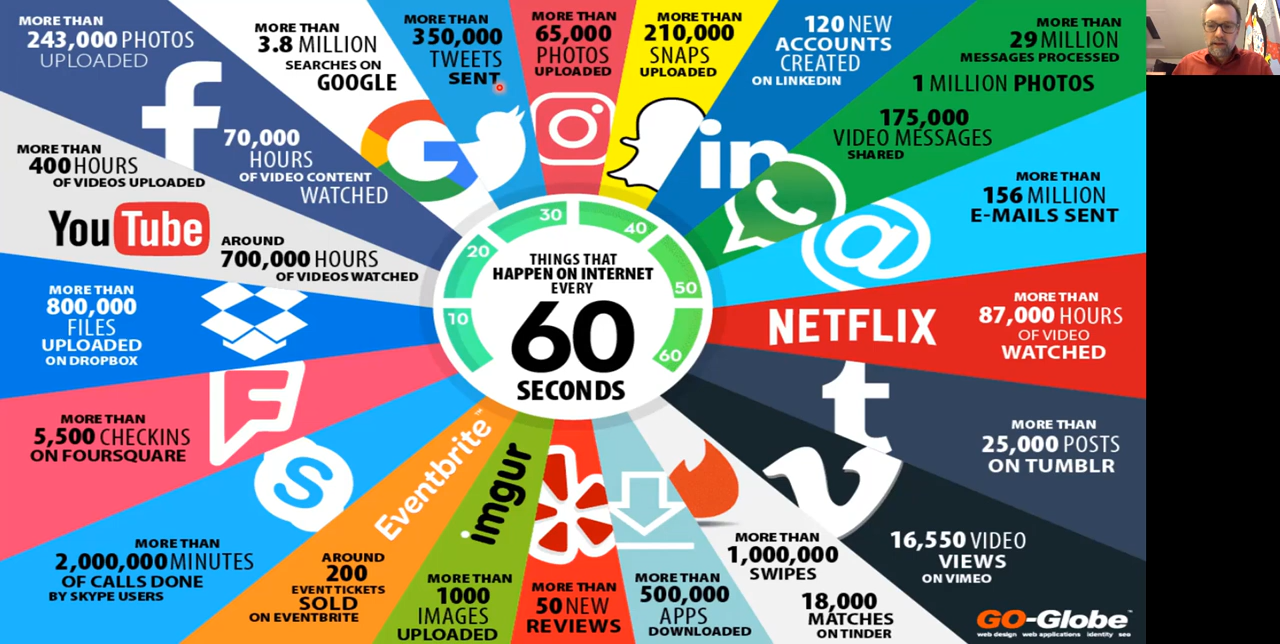 MORE THAN
243,000 PHOTOS
UPLOADED
f
70,000
HOURS
OF VIDEO CONTENT
WATCHED
MORE THAN
3.8 MILLION
SEARCHES ON
GOOGLE
G
MORE THAN
350,000
TWEETS
SENT
MORE THAN
65,000
PHOTOS
UPLOADED
MORE THAN
210,000
SNAPS
UPLOADED
120 NEW
ACCOUNTS
CREATED
ON LINKEDIN
in
MORE THAN
29 MILLION
MESSAGES PROCESSED
1 MILLION PHOTOS
175,000
VIDEO MESSAGES
SHARED
MORE THAN
156 MILLION
E-MAILS SENT
@
NETFLIX
MORE THAN
87,000 HOURS
OF VIDEO
WATCHED
t
MORE THAN
25,000 POSTS
ON TUMBLR
v
16,550 VIDEO
VIEWS
ON VIMEO
MORE THAN
1,000,000
SWIPES
18,000
MATCHES
ON TINDER
MORE THAN
500,000
APPS
DOWNLOADED
MORE THAN
50 NEW
REVIEWS
imgur
MORE THAN
1000
IMAGES
UPLOADED
Eventbrite™
AROUND
200
EVENT TICKETS
SOLD
ON EVENTBRITE
S
MORE THAN
2,000,000 MINUTES
OF CALLS DONE
BY SKYPE USERS
F
MORE THAN
5,500 CHECKINS
ON FOURSQUARE
MORE THAN
800,000
FILES
UPLOADED
ON DROPBOX
MORE THAN
400 HOURS
OF VIDEOS UPLOADED
YouTube
AROUND
700,000 HOURS
OF VIDEOS WATCHED
10
20
30
40
50
60
THINGS THAT
HAPPEN ON INTERNET
EVERY
60
SECONDS
GO-Globe™
web design web applications identity seo